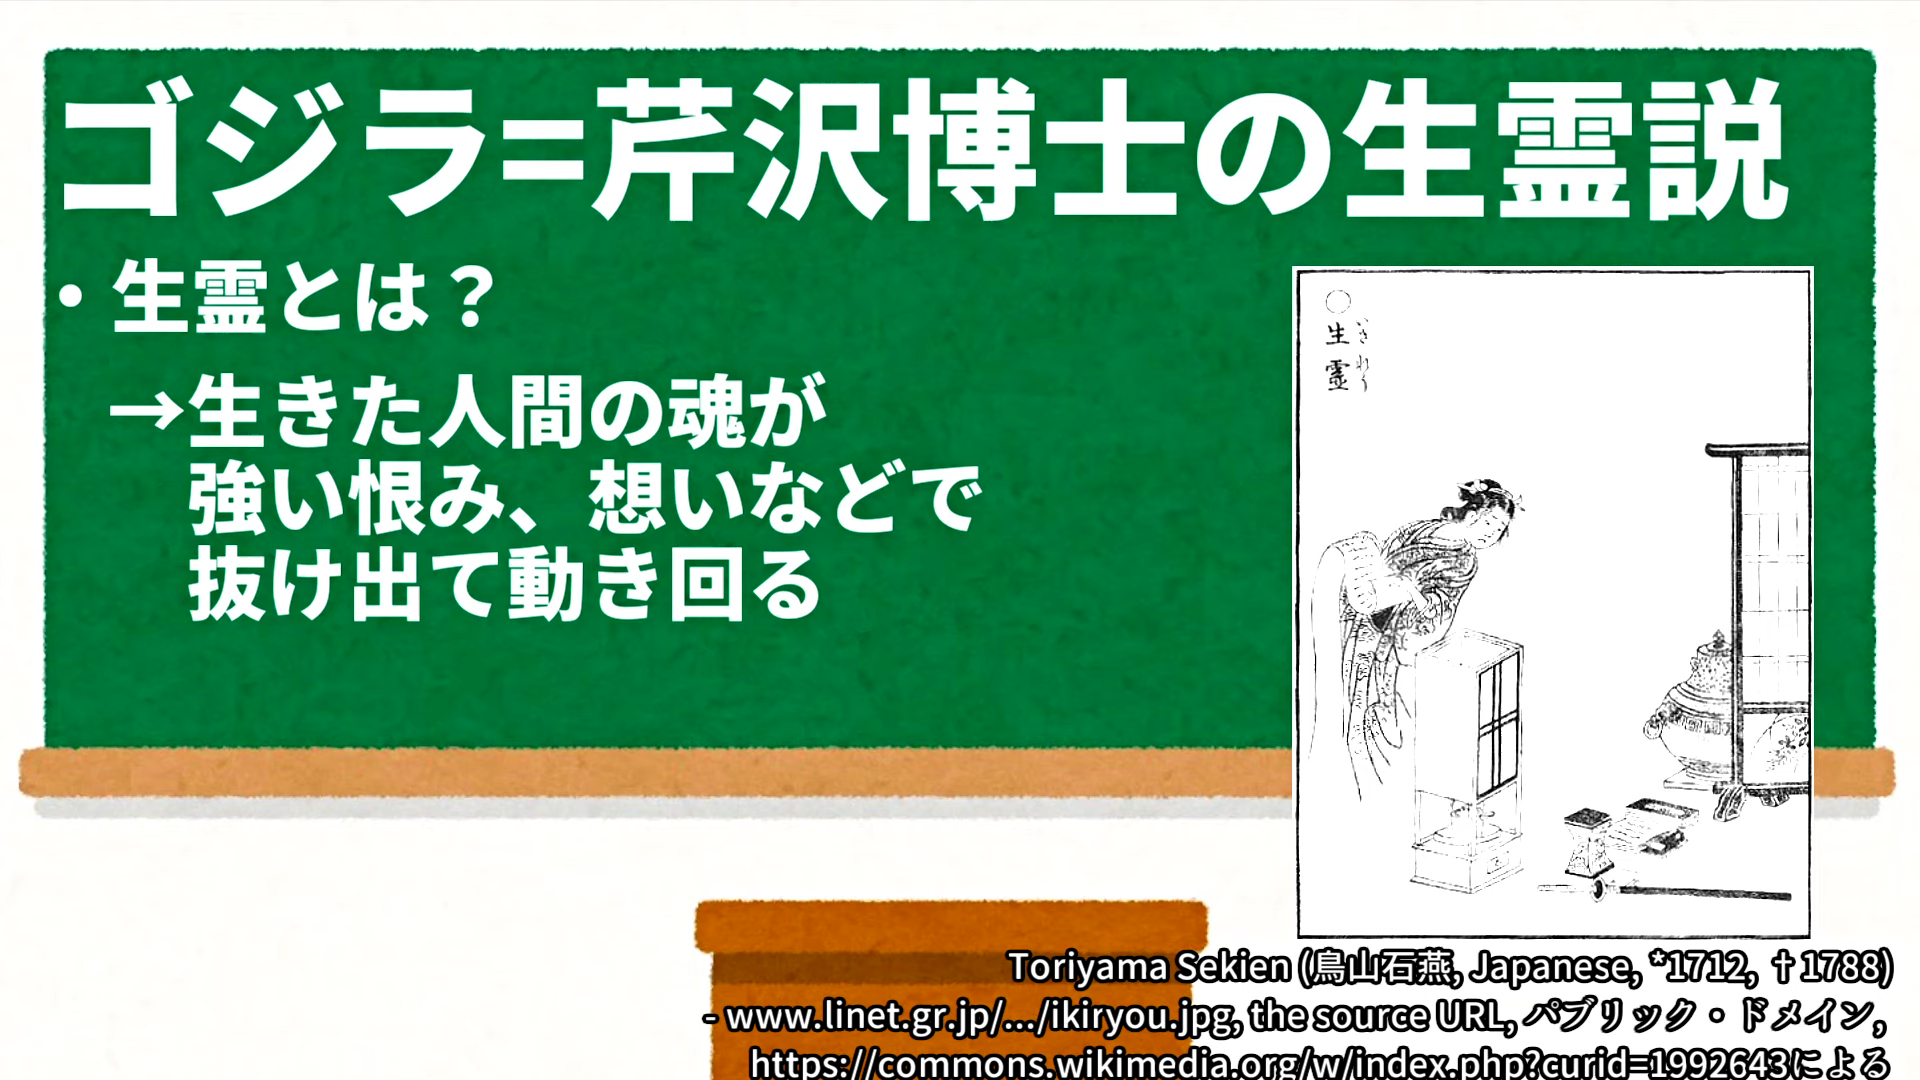 ゴジラ=芹沢博士の生霊説
・生霊とは？
→生きた人間の魂が
強い恨み、想いなどで
抜け出て動き回る
○
生霊
いきれう
Toriyama Sekien (鳥山石燕, Japanese, *1712, †1788)
- www.linet.gr.jp/.../ikiryou.jpg, the source URL, パブリック・ドメイン,
https://commons.wikimedia.org/w/index.php?curid=1992643による